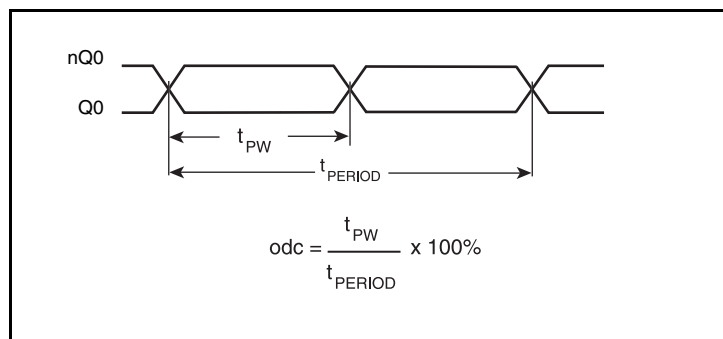 nQ0
Q0
tPW
tPERIOD
odc = tPW / tPERIOD x 100%